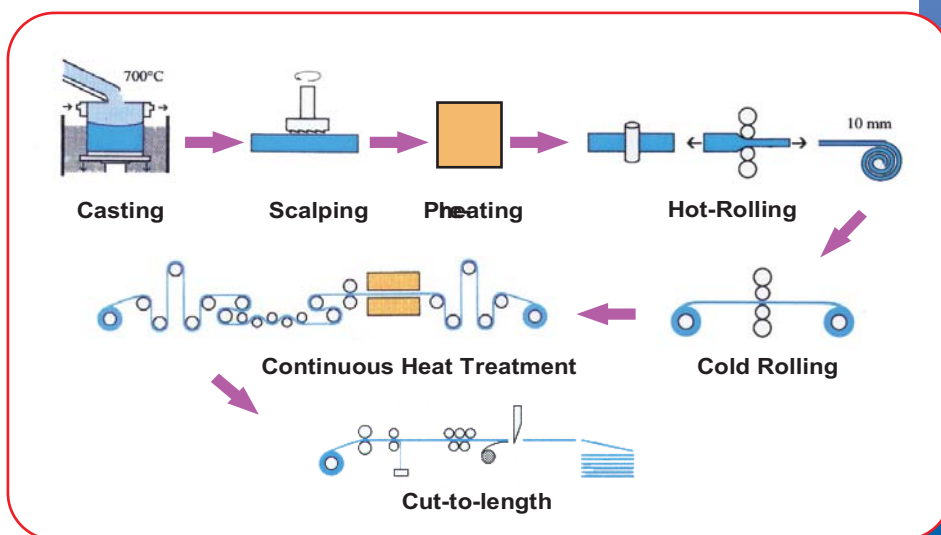 700°C
10 mm
Casting
Scalping
Hot-Rolling
Continuous Heat Treatment
Cold Rolling
Cut-to-length